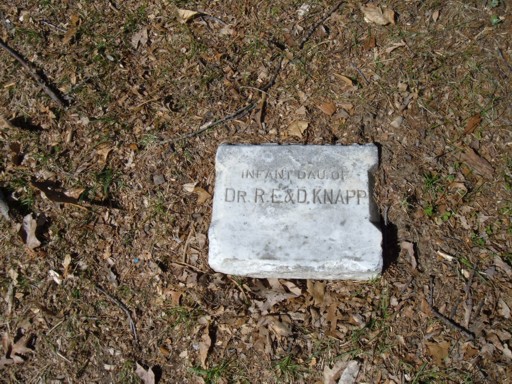 INFANT DAU. OF
DR. R.E. & D. KNAPP